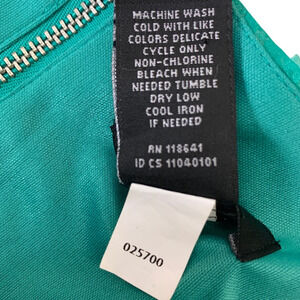 MACHINE WASH
COLD WITH LIKE
COLORS DELICATE
CYCLE ONLY
NON-CHLORINE
BLEACH WHEN
NEEDED TUMBLE
DRY LOW
COOL IRON
IF NEEDED
RN 118641
ID CS 11040101
025700